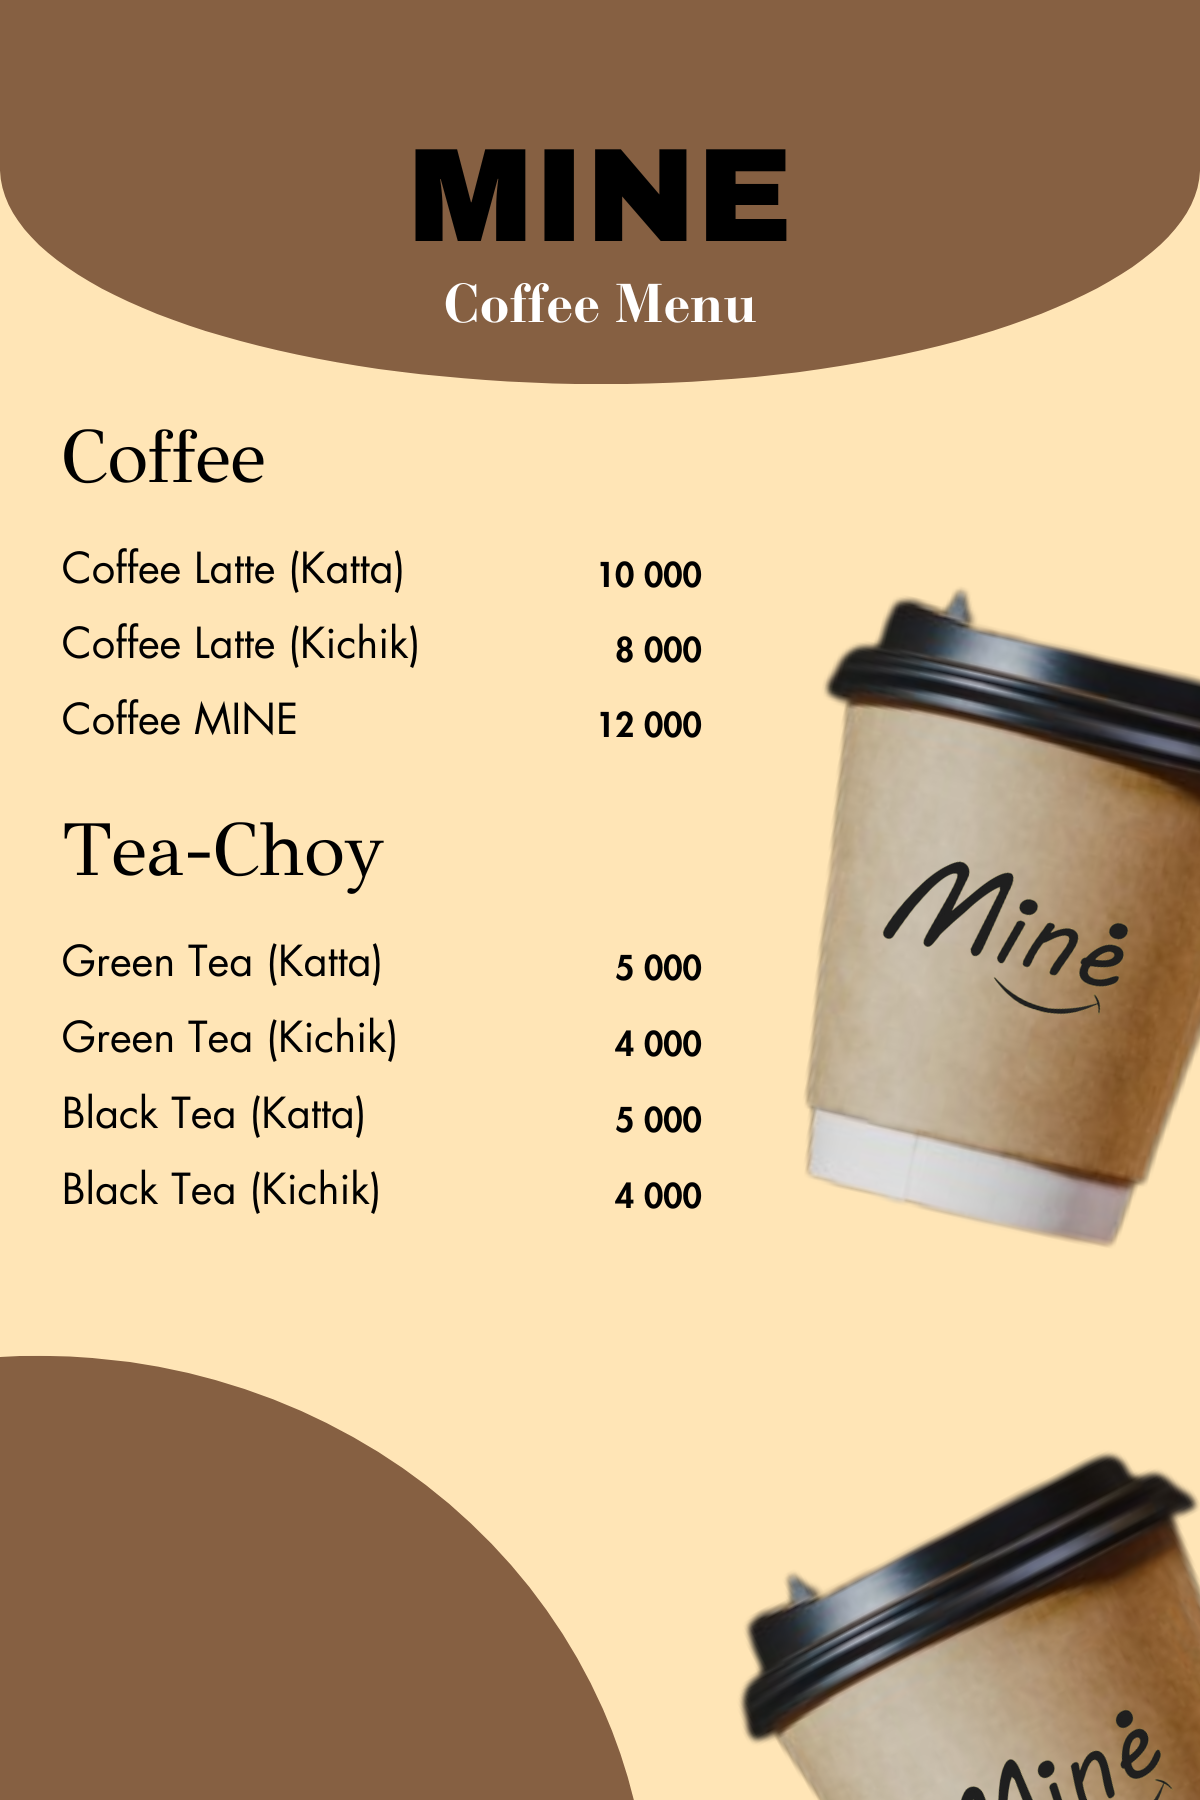 MINE
Coffee Menu
Coffee
Coffee Latte (Katta) 10 000
Coffee Latte (Kichik) 8 000
Coffee MINE 12 000
Tea-Choy
Green Tea (Katta) 5 000
Green Tea (Kichik) 4 000
Black Tea (Katta) 5 000
Black Tea (Kichik) 4 000
Minė
Minė